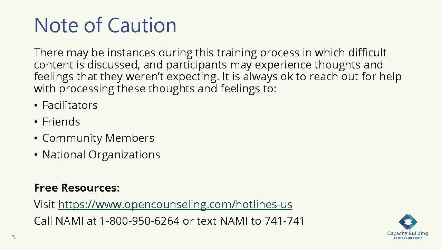 Note of Caution
There may be instances during this training process in which difficult
content is discussed, and participants may experience thoughts and
feelings that they weren't expecting. It is always ok to reach out for help
with processing these thoughts and feelings to:
• Facilitators
• Friends
• Community Members
• National Organizations
Free Resources:
Visit https://www.opencounseling.com/hotlines-us
Call NAMI at 1-800-950-6264 or text NAMI to 741-741
Capacity Building